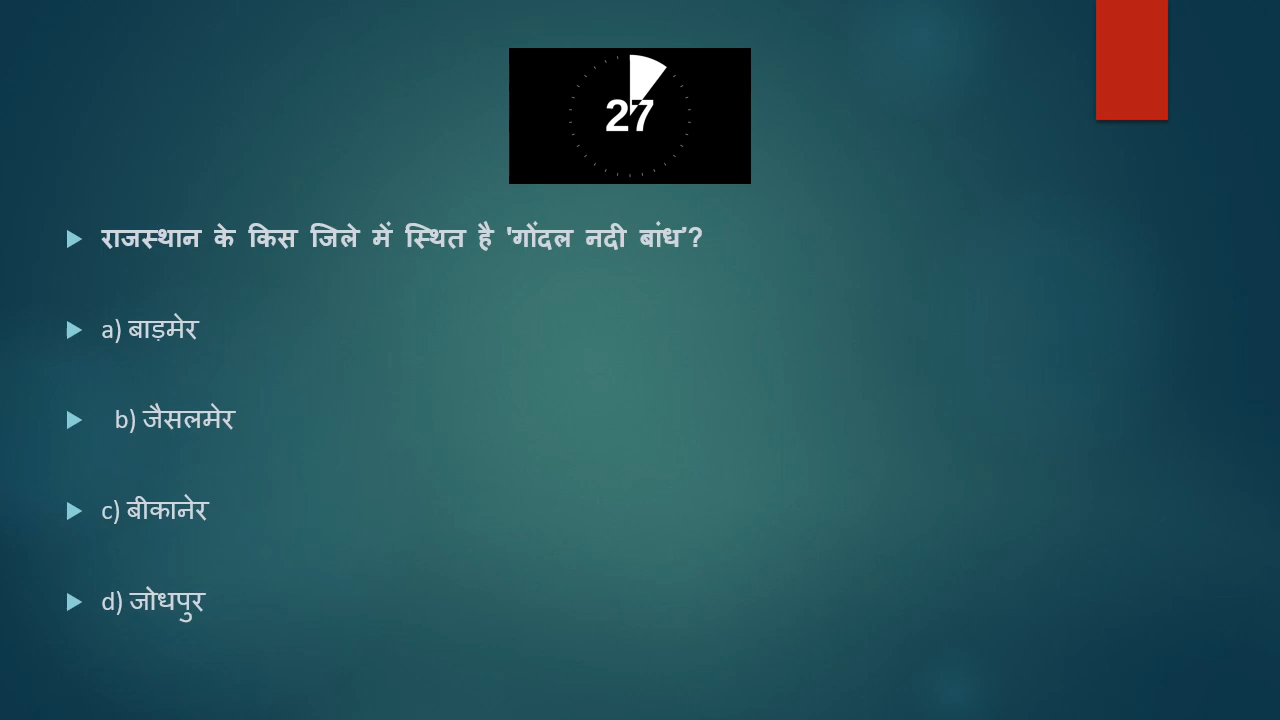 27
राजस्थान के किस जिले में स्थित है 'गोंदल नदी बांध'?
a) बाड़मेर
b) जैसलमेर
c) बीकानेर
d) जोधपुर